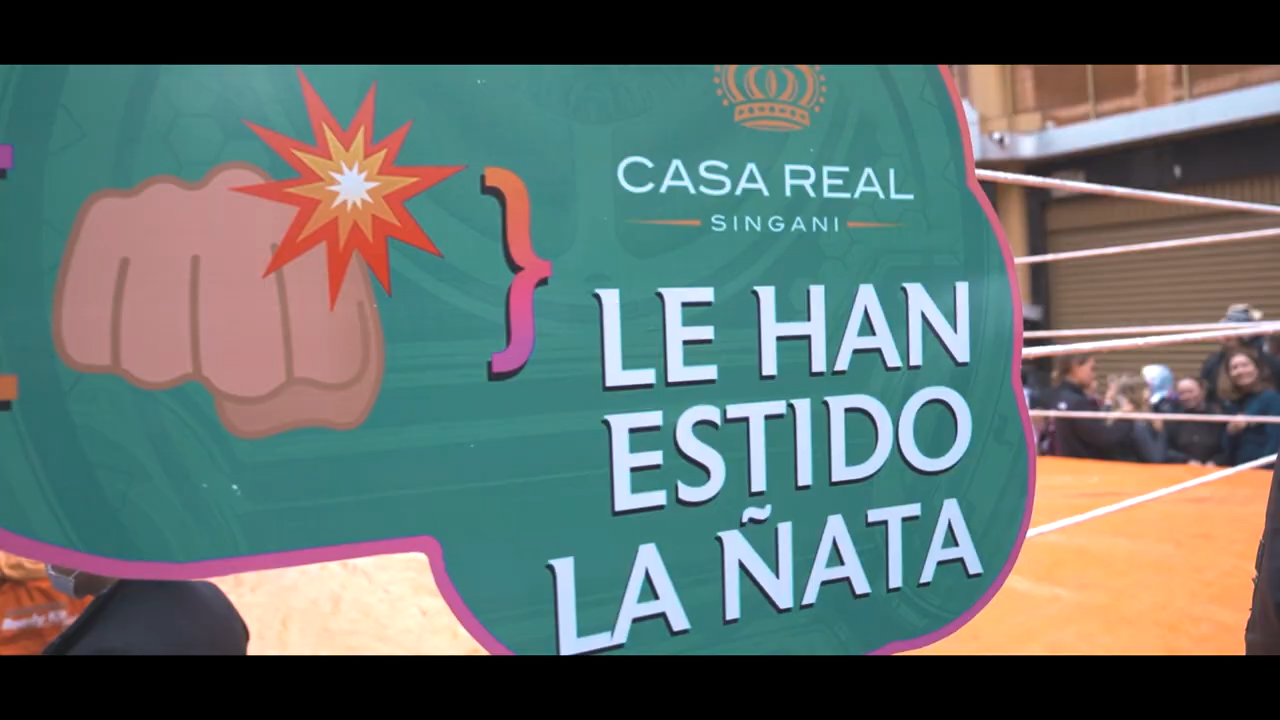 CASA REAL
SINGANI
LE HAN
ESTIDO
LA ÑATA